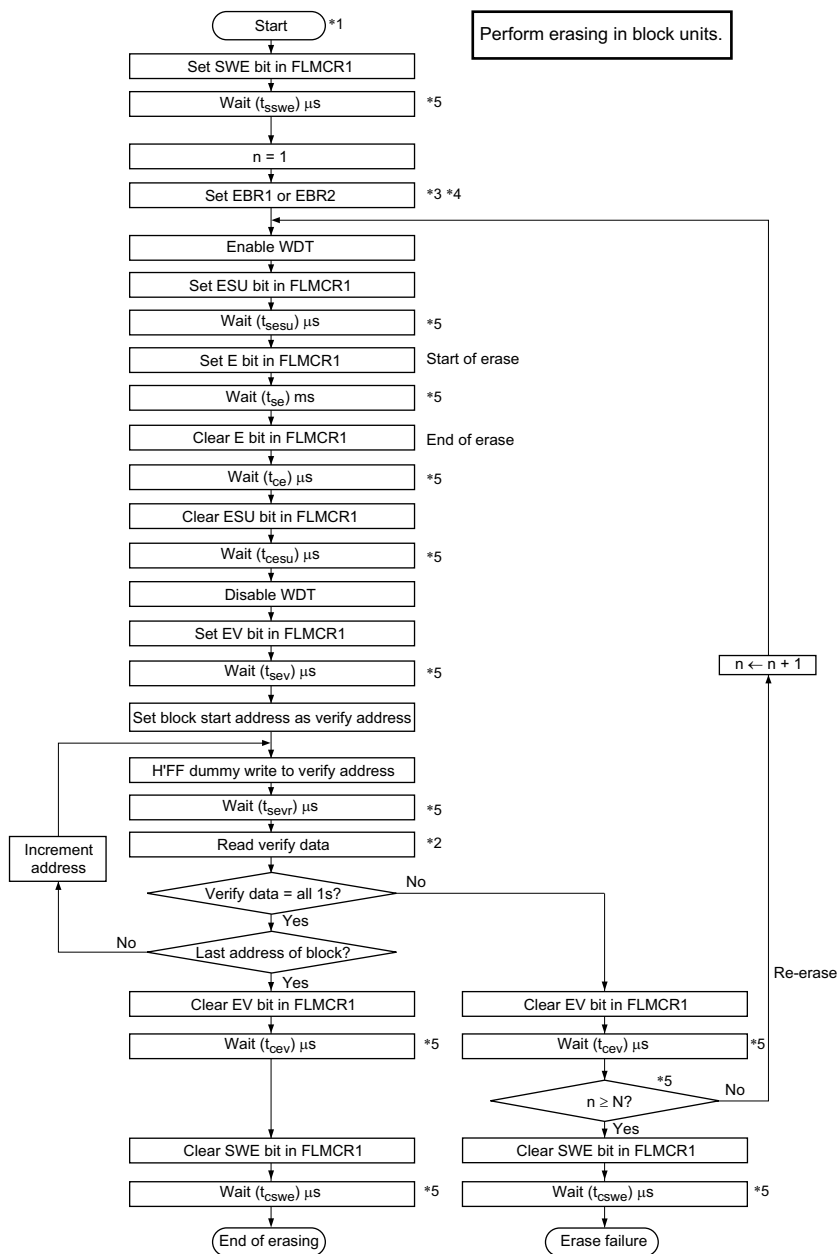 Start *1
Perform erasing in block units.
Set SWE bit in FLMCR1
Wait (tsswe) μs *5
n = 1
Set EBR1 or EBR2 *3 *4
Enable WDT
Set ESU bit in FLMCR1
Wait (tsesu) μs *5
Set E bit in FLMCR1 Start of erase
Wait (tse) ms *5
Clear E bit in FLMCR1 End of erase
Wait (tce) μs *5
Clear ESU bit in FLMCR1
Wait (tcesu) μs *5
Disable WDT
Set EV bit in FLMCR1
n ← n + 1
Wait (tsev) μs *5
Set block start address as verify address
H'FF dummy write to verify address
Wait (tsevr) μs *5
Increment
address
Read verify data *2
Verify data = all 1s? No
Yes
No Last address of block?
Re-erase
Yes
Clear EV bit in FLMCR1 Clear EV bit in FLMCR1
Wait (tcev) μs *5 Wait (tcev) μs *5
*5
n ≥ N? No
Yes
Clear SWE bit in FLMCR1 Clear SWE bit in FLMCR1
Wait (tcswe) μs *5 Wait (tcswe) μs *5
End of erasing Erase failure